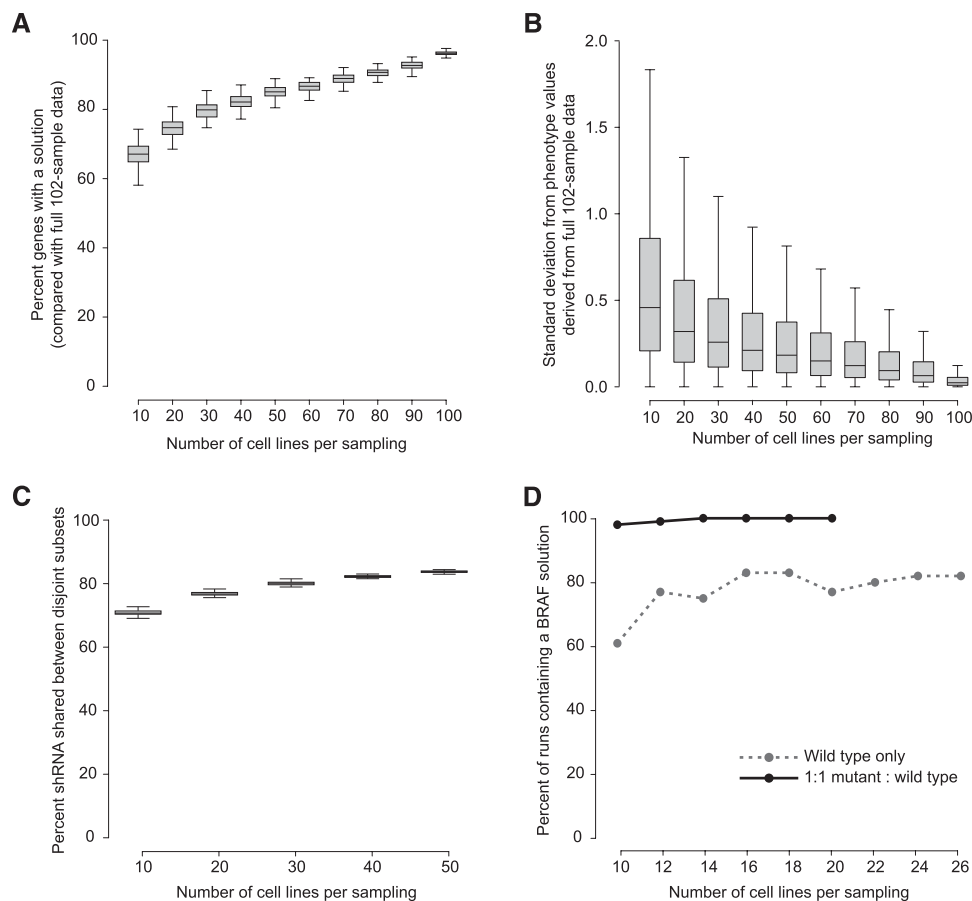 A
Percent genes with a solution
(compared with full 102-sample data)
100
80
60
40
20
0
10 20 30 40 50 60 70 80 90 100
Number of cell lines per sampling
B
Standard deviation from phenotype values
derived from full 102-sample data
2.0
1.5
1.0
0.5
0.0
10 20 30 40 50 60 70 80 90 100
Number of cell lines per sampling
C
Percent shRNA shared between disjoint subsets
100
80
60
40
20
0
10 20 30 40 50
Number of cell lines per sampling
D
Percent of runs containing a BRAF solution
100
80
60
40
20
0
Wild type only
1:1 mutant : wild type
10 12 14 16 18 20 22 24 26
Number of cell lines per sampling